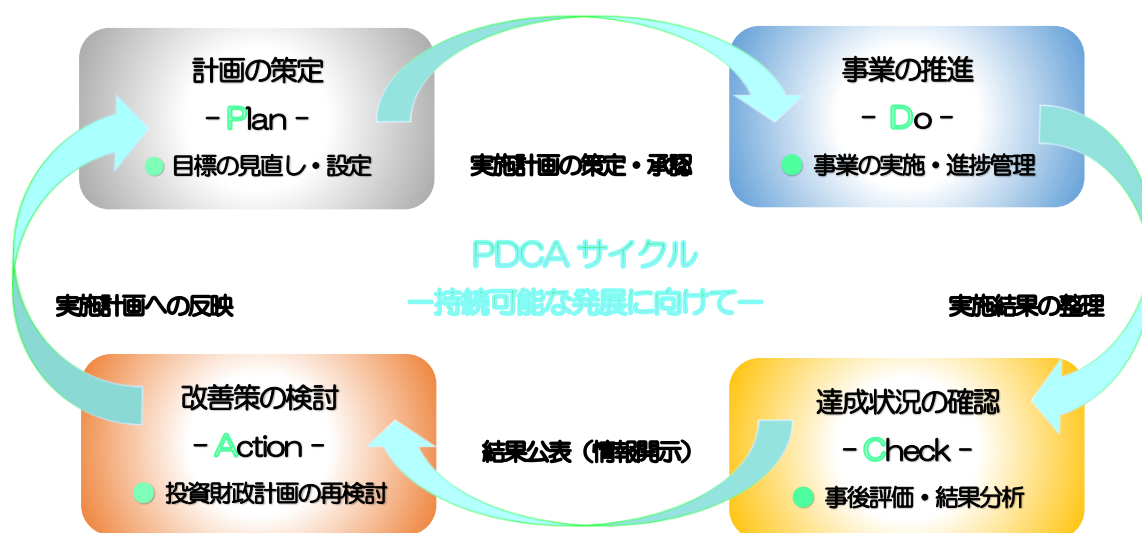 計画の策定
- Plan -
目標の見直し・設定
実施計画の策定・承認
事業の推進
- Do -
事業の実施・進捗管理
PDCA サイクル
ー持続可能な発展に向けてー
実施計画への反映
実施結果の整理
改善策の検討
- Action -
投資財政計画の再検討
結果公表（情報開示）
達成状況の確認
- Check -
事後評価・結果分析